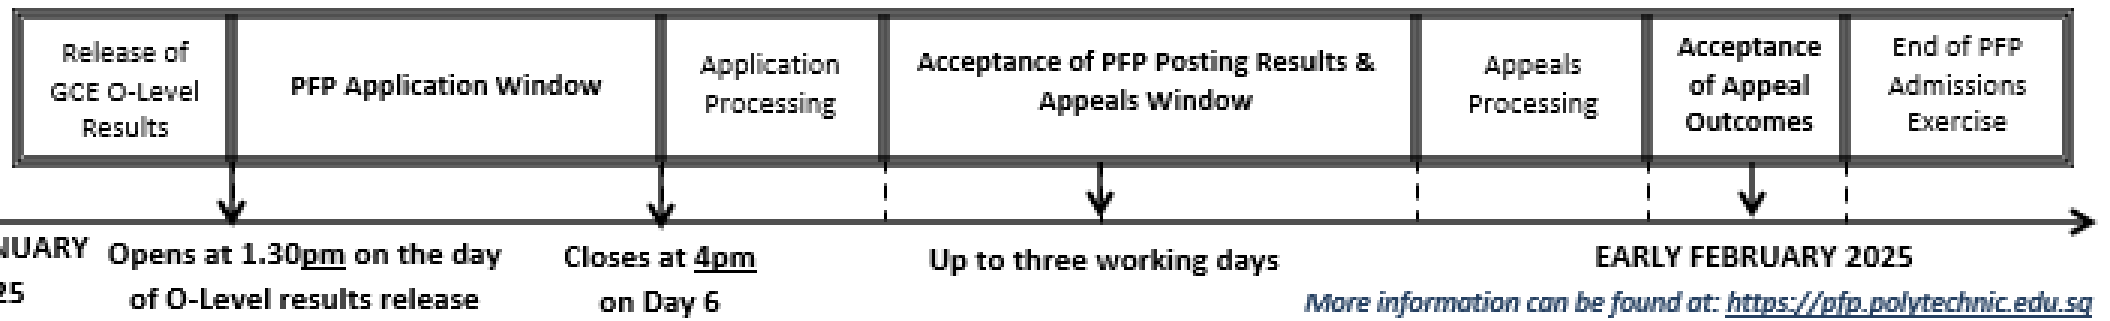 Release of
GCE O-Level
Results
PFP Application Window
Application
Processing
Acceptance of PFP Posting Results &
Appeals Window
Appeals
Processing
Acceptance
of Appeal
Outcomes
End of PFP
Admissions
Exercise
NUARY
25
Opens at 1.30pm on the day
of O-Level results release
Closes at 4pm
on Day 6
Up to three working days
EARLY FEBRUARY 2025
More information can be found at: https://pfp.polytechnic.edu.sg